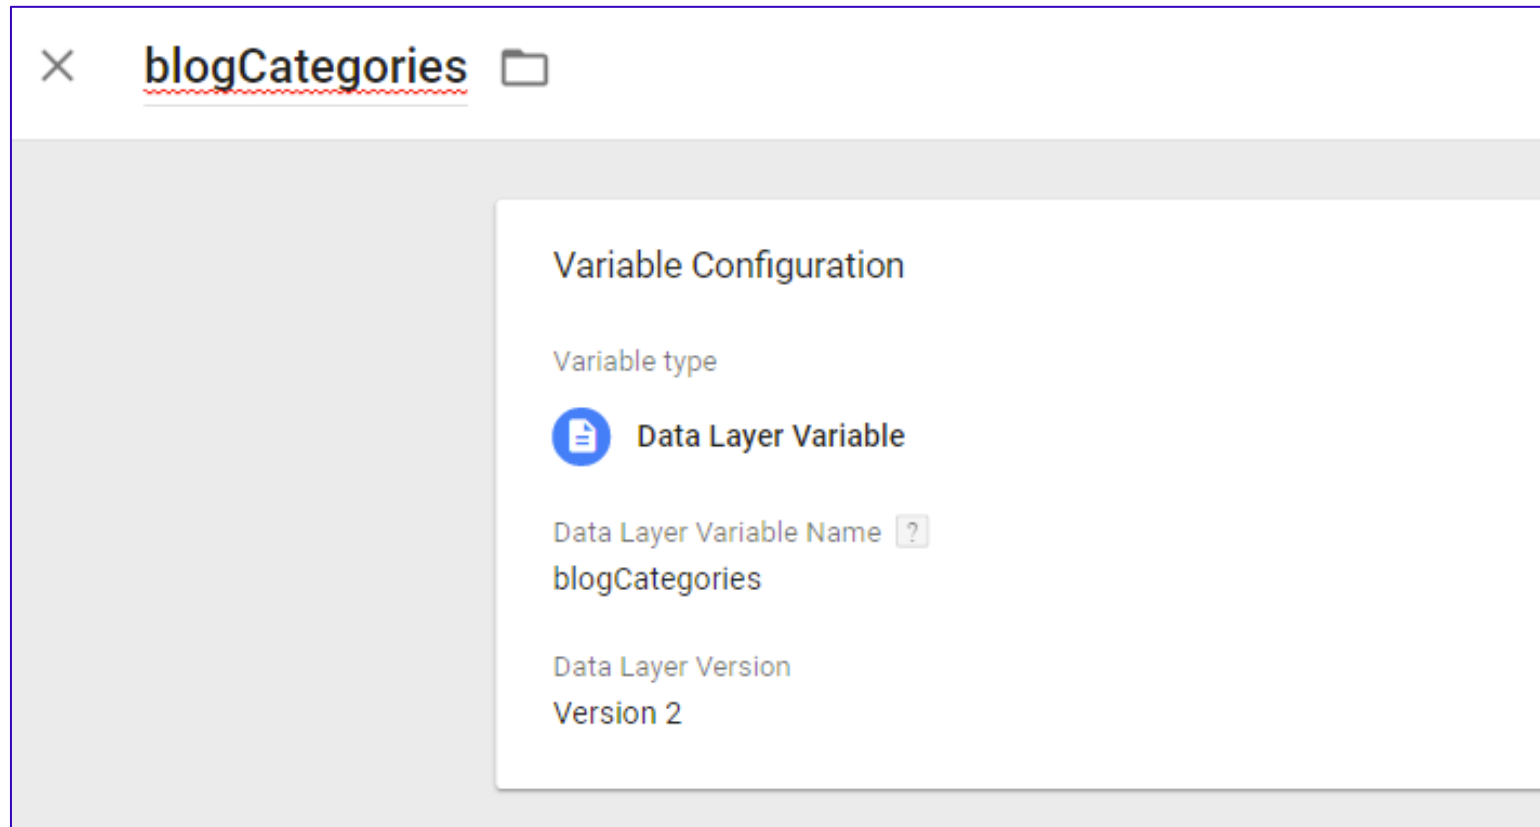 blogCategories
Variable Configuration
Variable type
Data Layer Variable
Data Layer Variable Name ?
blogCategories
Data Layer Version
Version 2